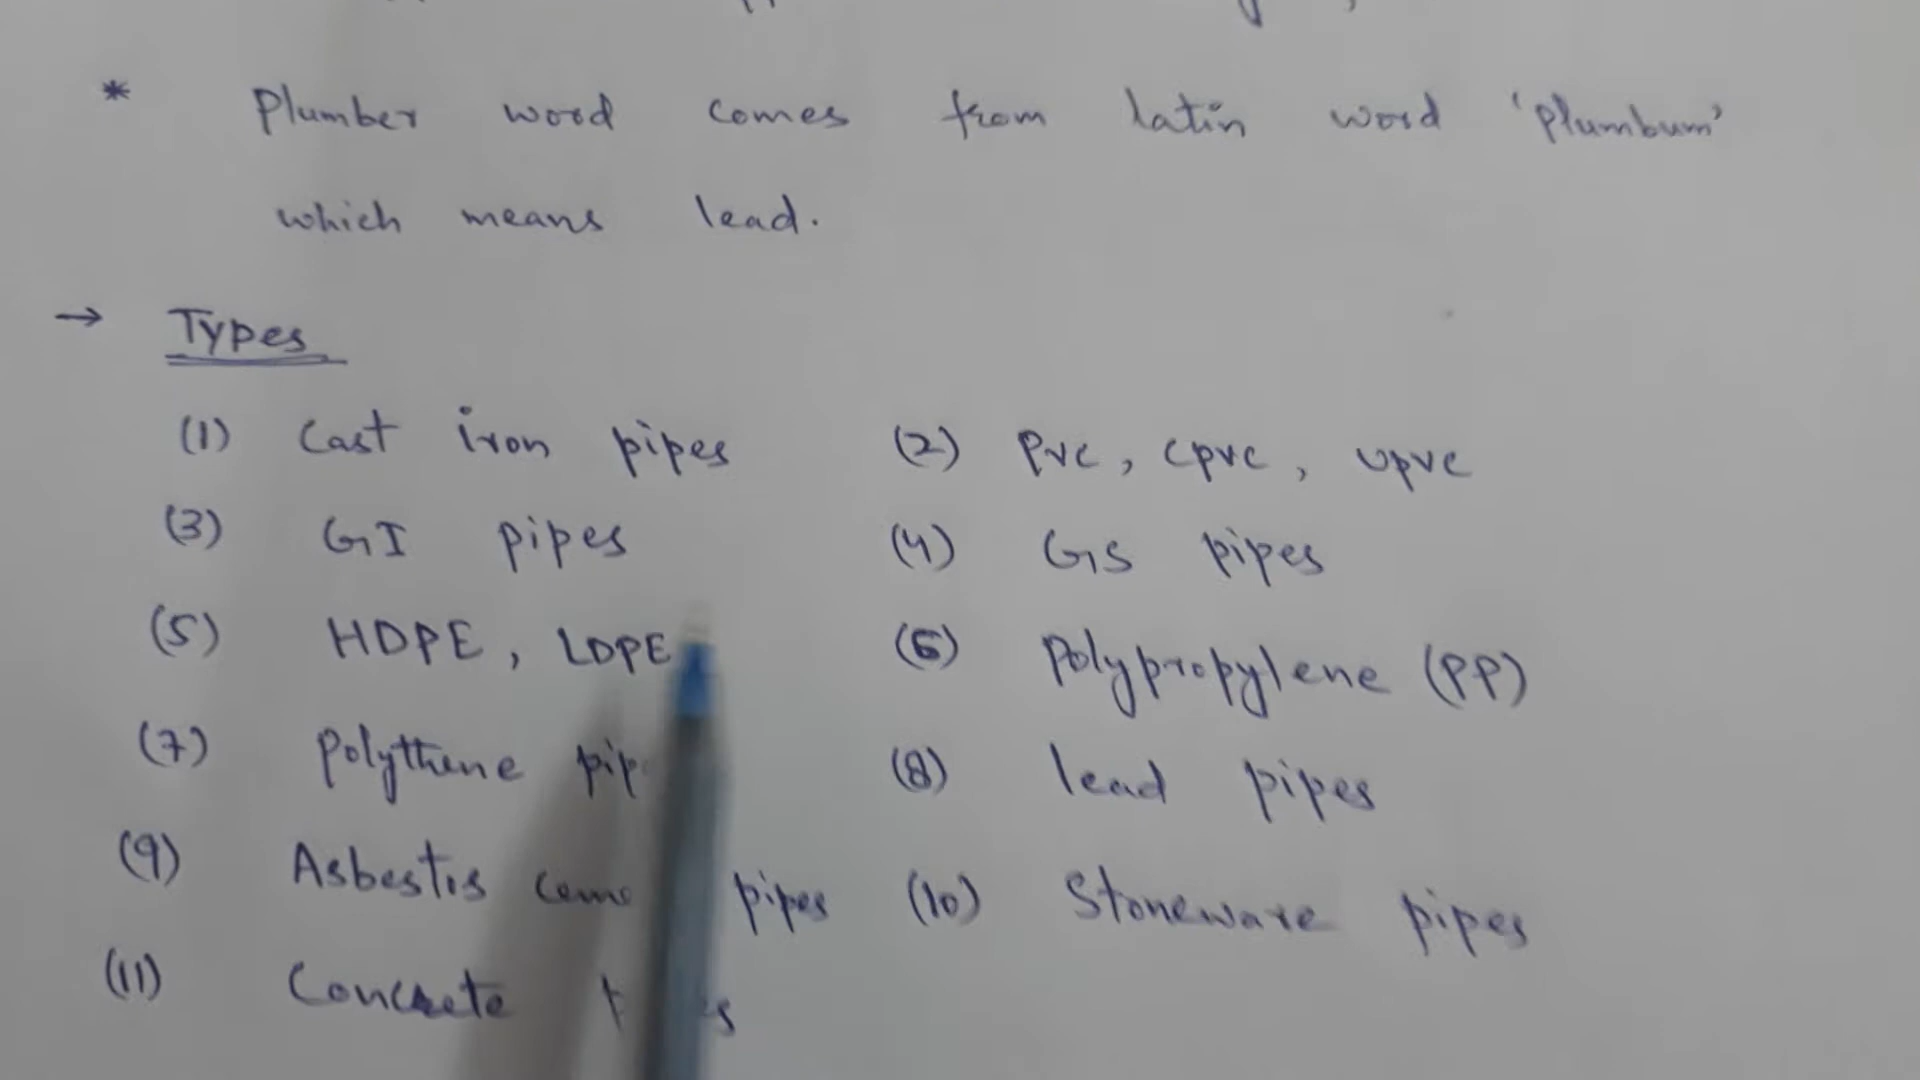 * Plumber word comes from latin word 'plumbum'
which means lead.
→ Types
(1) Cast iron pipes (2) PVC, CPVC, UPVC
(3) GI pipes (4) GS pipes
(5) HDPE, LDPE (6) Polypropylene (PP)
(7) Polythene (8) lead pipes
(9) Asbestos pipes (10) Stoneware pipes
(11) Concrete